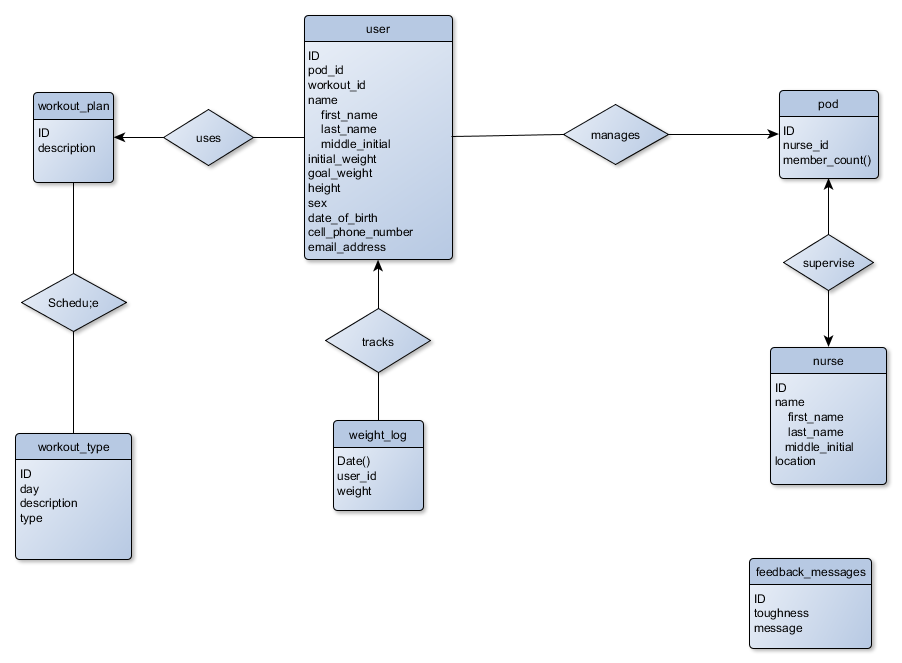 user
ID
pod_id
workout_id
name
first_name
last_name
middle_initial
initial_weight
goal_weight
height
sex
date_of_birth
cell_phone_number
email_address
workout_plan
ID
description
uses
manages
pod
ID
nurse_id
member_count()
supervise
Schedu;e
tracks
nurse
ID
name
first_name
last_name
middle_initial
location
workout_type
ID
day
description
type
weight_log
Date()
user_id
weight
feedback_messages
ID
toughness
message